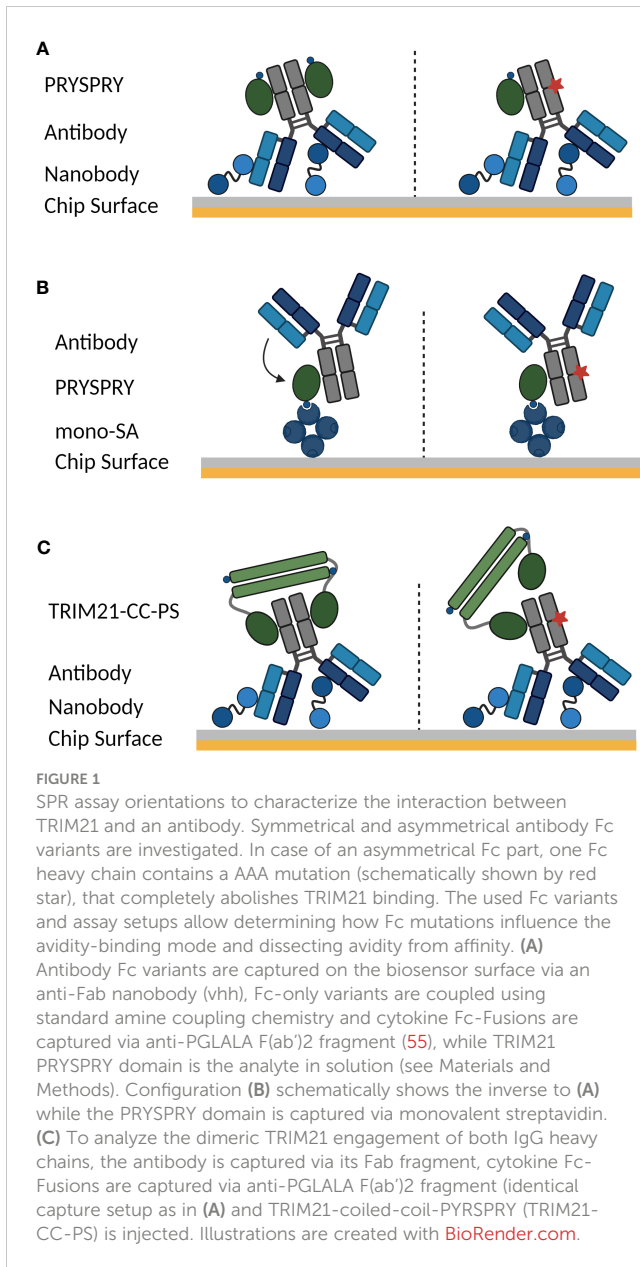 A
PRYSPRY
Antibody
Nanobody
Chip Surface
B
Antibody
PRYSPRY
mono-SA
Chip Surface
C
TRIM21-CC-PS
Antibody
Nanobody
Chip Surface
FIGURE 1
SPR assay orientations to characterize the interaction between
TRIM21 and an antibody. Symmetrical and asymmetrical antibody Fc
variants are investigated. In case of an asymmetrical Fc part, one Fc
heavy chain contains a AAA mutation (schematically shown by red
star), that completely abolishes TRIM21 binding. The used Fc variants
and assay setups allow determining how Fc mutations influence the
avidity-binding mode and dissecting avidity from affinity. (A)
Antibody Fc variants are captured on the biosensor surface via an
anti-Fab nanobody (vhh), Fc-only variants are coupled using
standard amine coupling chemistry and cytokine Fc-Fusions are
captured via anti-PGLALA F(ab’)2 fragment (55), while TRIM21
PRYSPRY domain is the analyte in solution (see Materials and
Methods). Configuration (B) schematically shows the inverse to (A)
while the PRYSPRY domain is captured via monovalent streptavidin.
(C) To analyze the dimeric TRIM21 engagement of both IgG heavy
chains, the antibody is captured via its Fab fragment, cytokine Fc-
Fusions are captured via anti-PGLALA F(ab’)2 fragment (identical
capture setup as in (A) and TRIM21-coiled-coil-PYRSPRY (TRIM21-
CC-PS) is injected. Illustrations are created with BioRender.com.